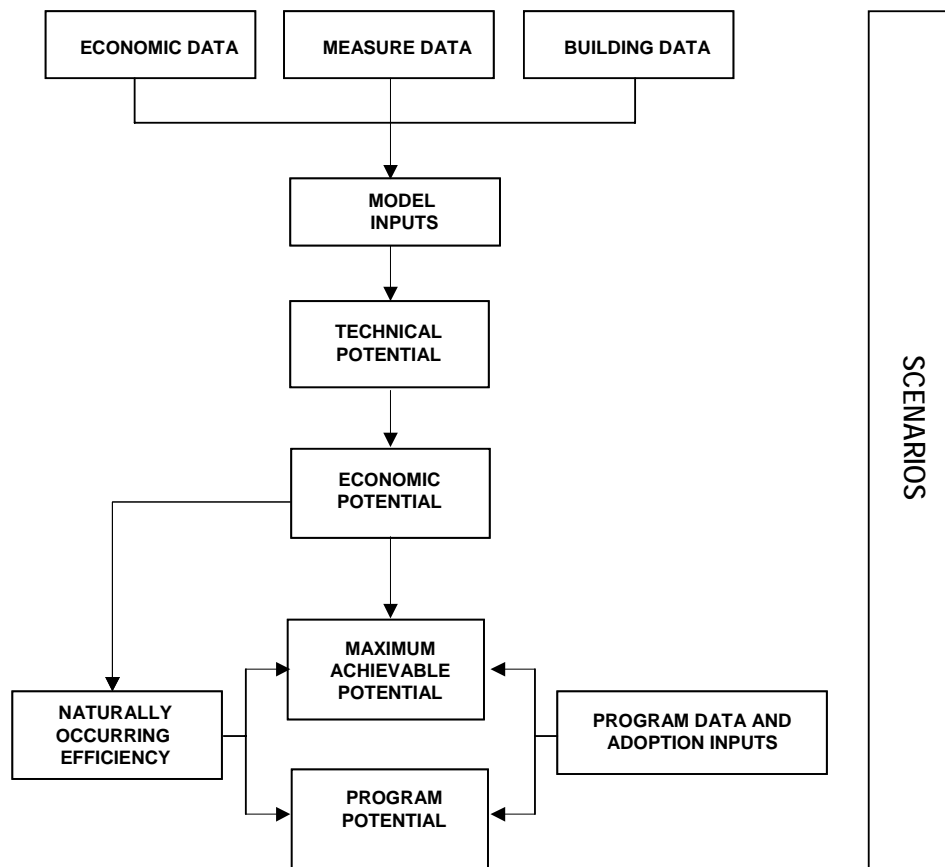 ECONOMIC DATA
MEASURE DATA
BUILDING DATA
MODEL
INPUTS
TECHNICAL
POTENTIAL
ECONOMIC
POTENTIAL
MAXIMUM
ACHIEVABLE
POTENTIAL
NATURALLY
OCCURRING
EFFICIENCY
PROGRAM DATA AND
ADOPTION INPUTS
PROGRAM
POTENTIAL
SCENARIOS